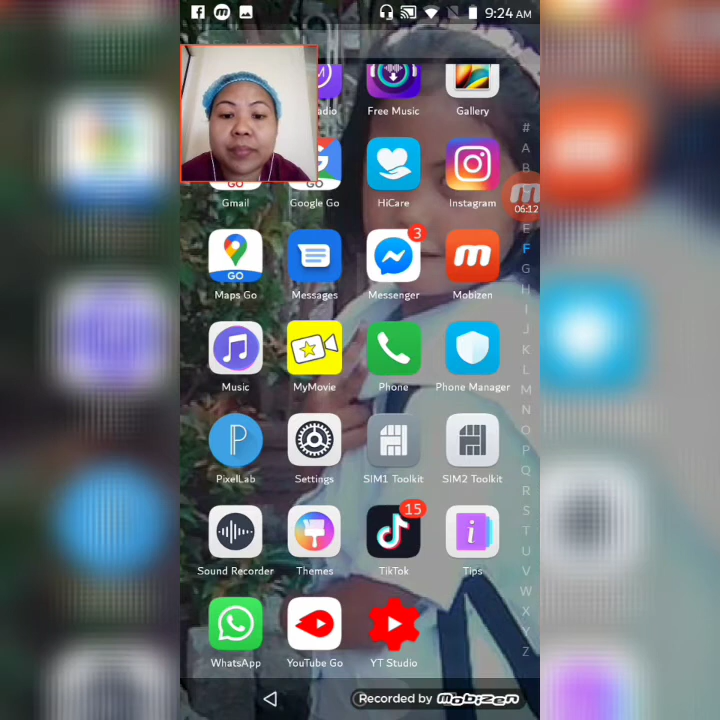 9:24 AM
adio
Free Music
Gallery
Gmail
Google Go
HiCare
Instagram
06:12
GO
Maps Go
Messages
3
Messenger
Mobizen
Music
MyMovie
Phone
Phone Manager
PixelLab
Settings
SIM1 Toolkit
SIM2 Toolkit
15
Sound Recorder
Themes
TikTok
Tips
WhatsApp
YouTube Go
YT Studio
#
A
B
E
F
G
H
I
J
K
L
M
N
O
P
Q
R
S
T
U
V
W
X
Y
Z
Recorded by Mobizen